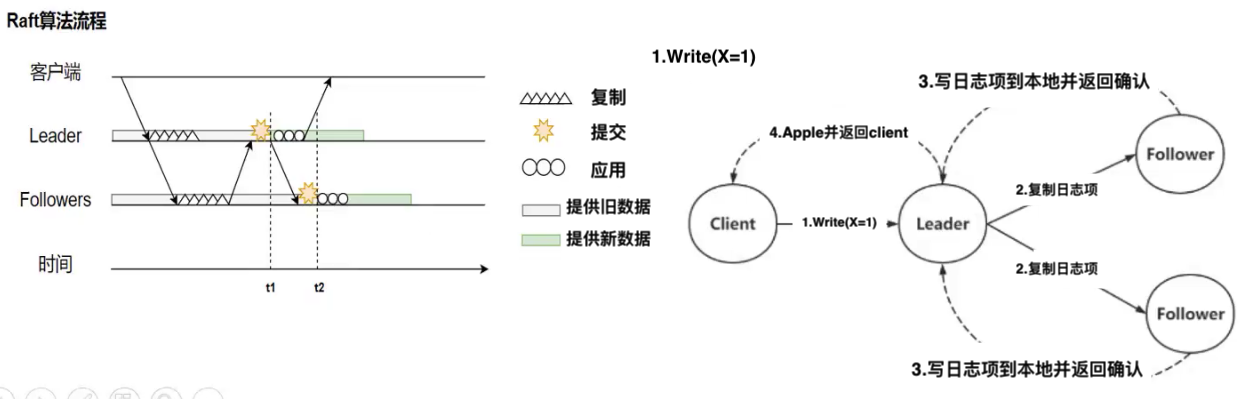 Raft算法流程
客户端
Leader
Followers
时间
t1
t2
复制
提交
应用
提供旧数据
提供新数据
1.Write(X=1)
3.写日志项到本地并返回确认
4.Apple并返回client
Follower
2.复制日志项
Client
1.Write(X=1)
Leader
2.复制日志项
Follower
3.写日志项到本地并返回确认